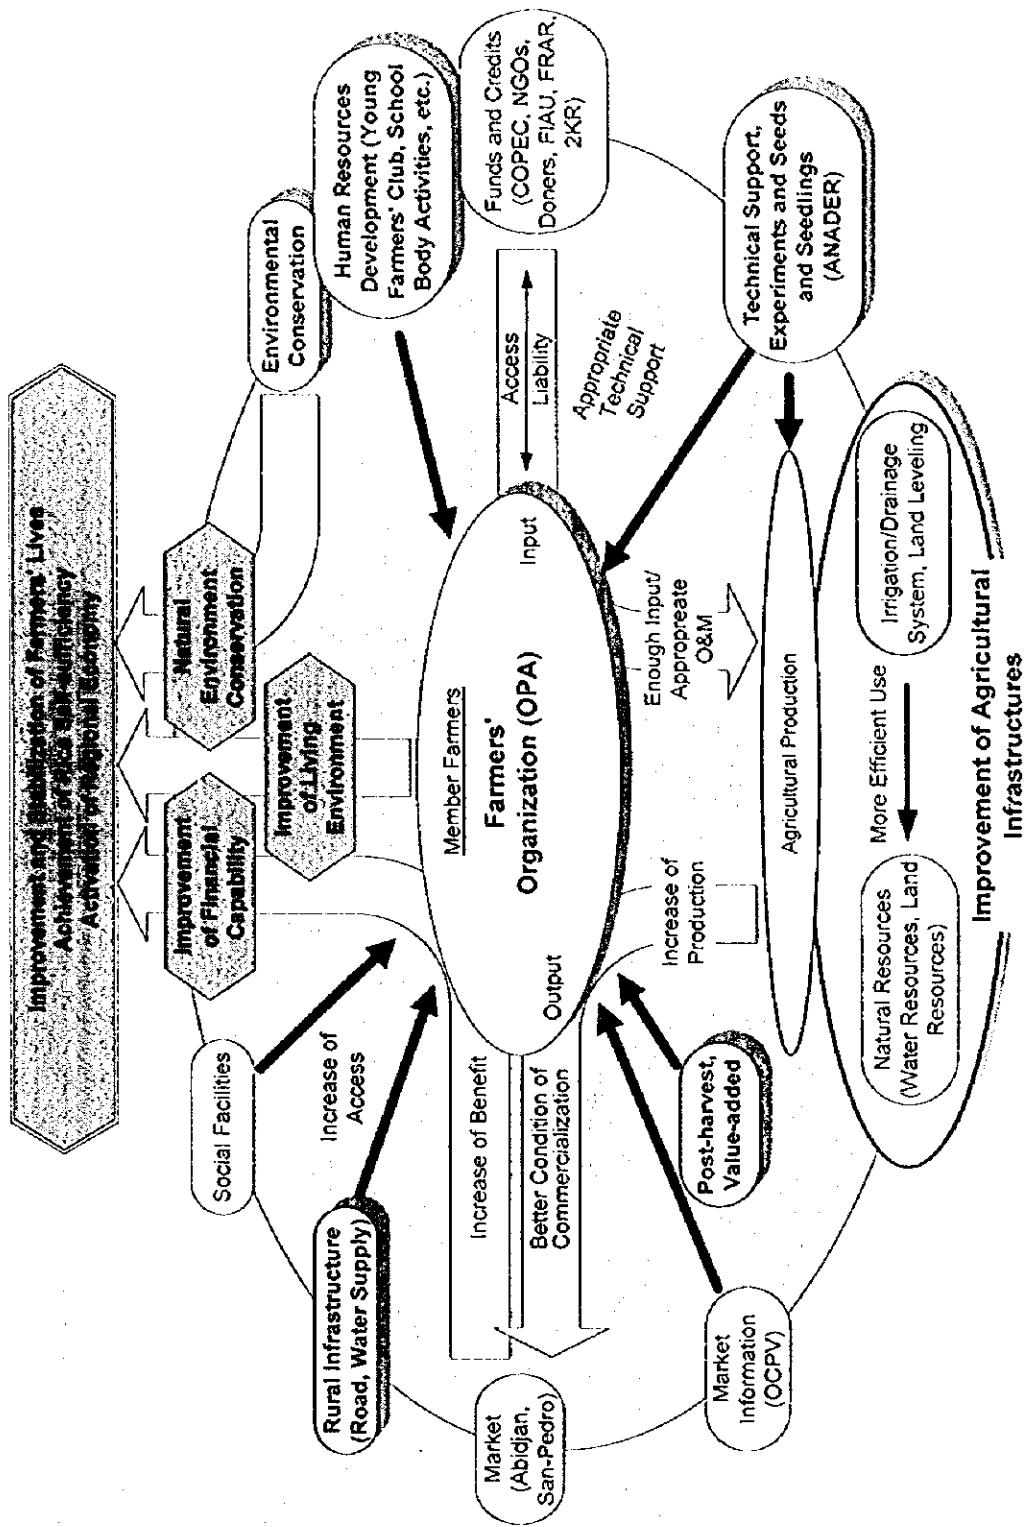 Improvement and Stabilization of Farmers' Lives
Achievement of Rice Self-sufficiency
Activation of Regional Economy
Improvement
of Financial
Capability
Natural
Environment
Conservation
Improvement
of Living
Environment
Social Facilities
Environmental
Conservation
Rural Infrastructure
(Road, Water Supply)
Increase of
Access
Human Resources
Development (Young
Farmers' Club, School
Body Activities, etc.)
Member Farmers
Farmers'
Organization (OPA)
Output
Input
Increase of Benefit
Better Condition of
Commercialization
Market
(Abidjan,
San-Pedro)
Access
Liability
Funds and Credits
(COPEC, NGOs,
Doners, FIAU, FRAR,
2KR)
Appropriate
Technical
Support
Increase of
Production
Enough Input/
Appropreate
O&M
Post-harvest,
Value-added
Market
Information
(OCPV)
Technical Support,
Experiments and Seeds
and Seedlings
(ANADER)
Agricultural Production
Natural Resources
(Water Resources, Land
Resources)
More Efficient Use
Irrigation/Drainage
System, Land Leveling
Improvement of Agricultural
Infrastructures